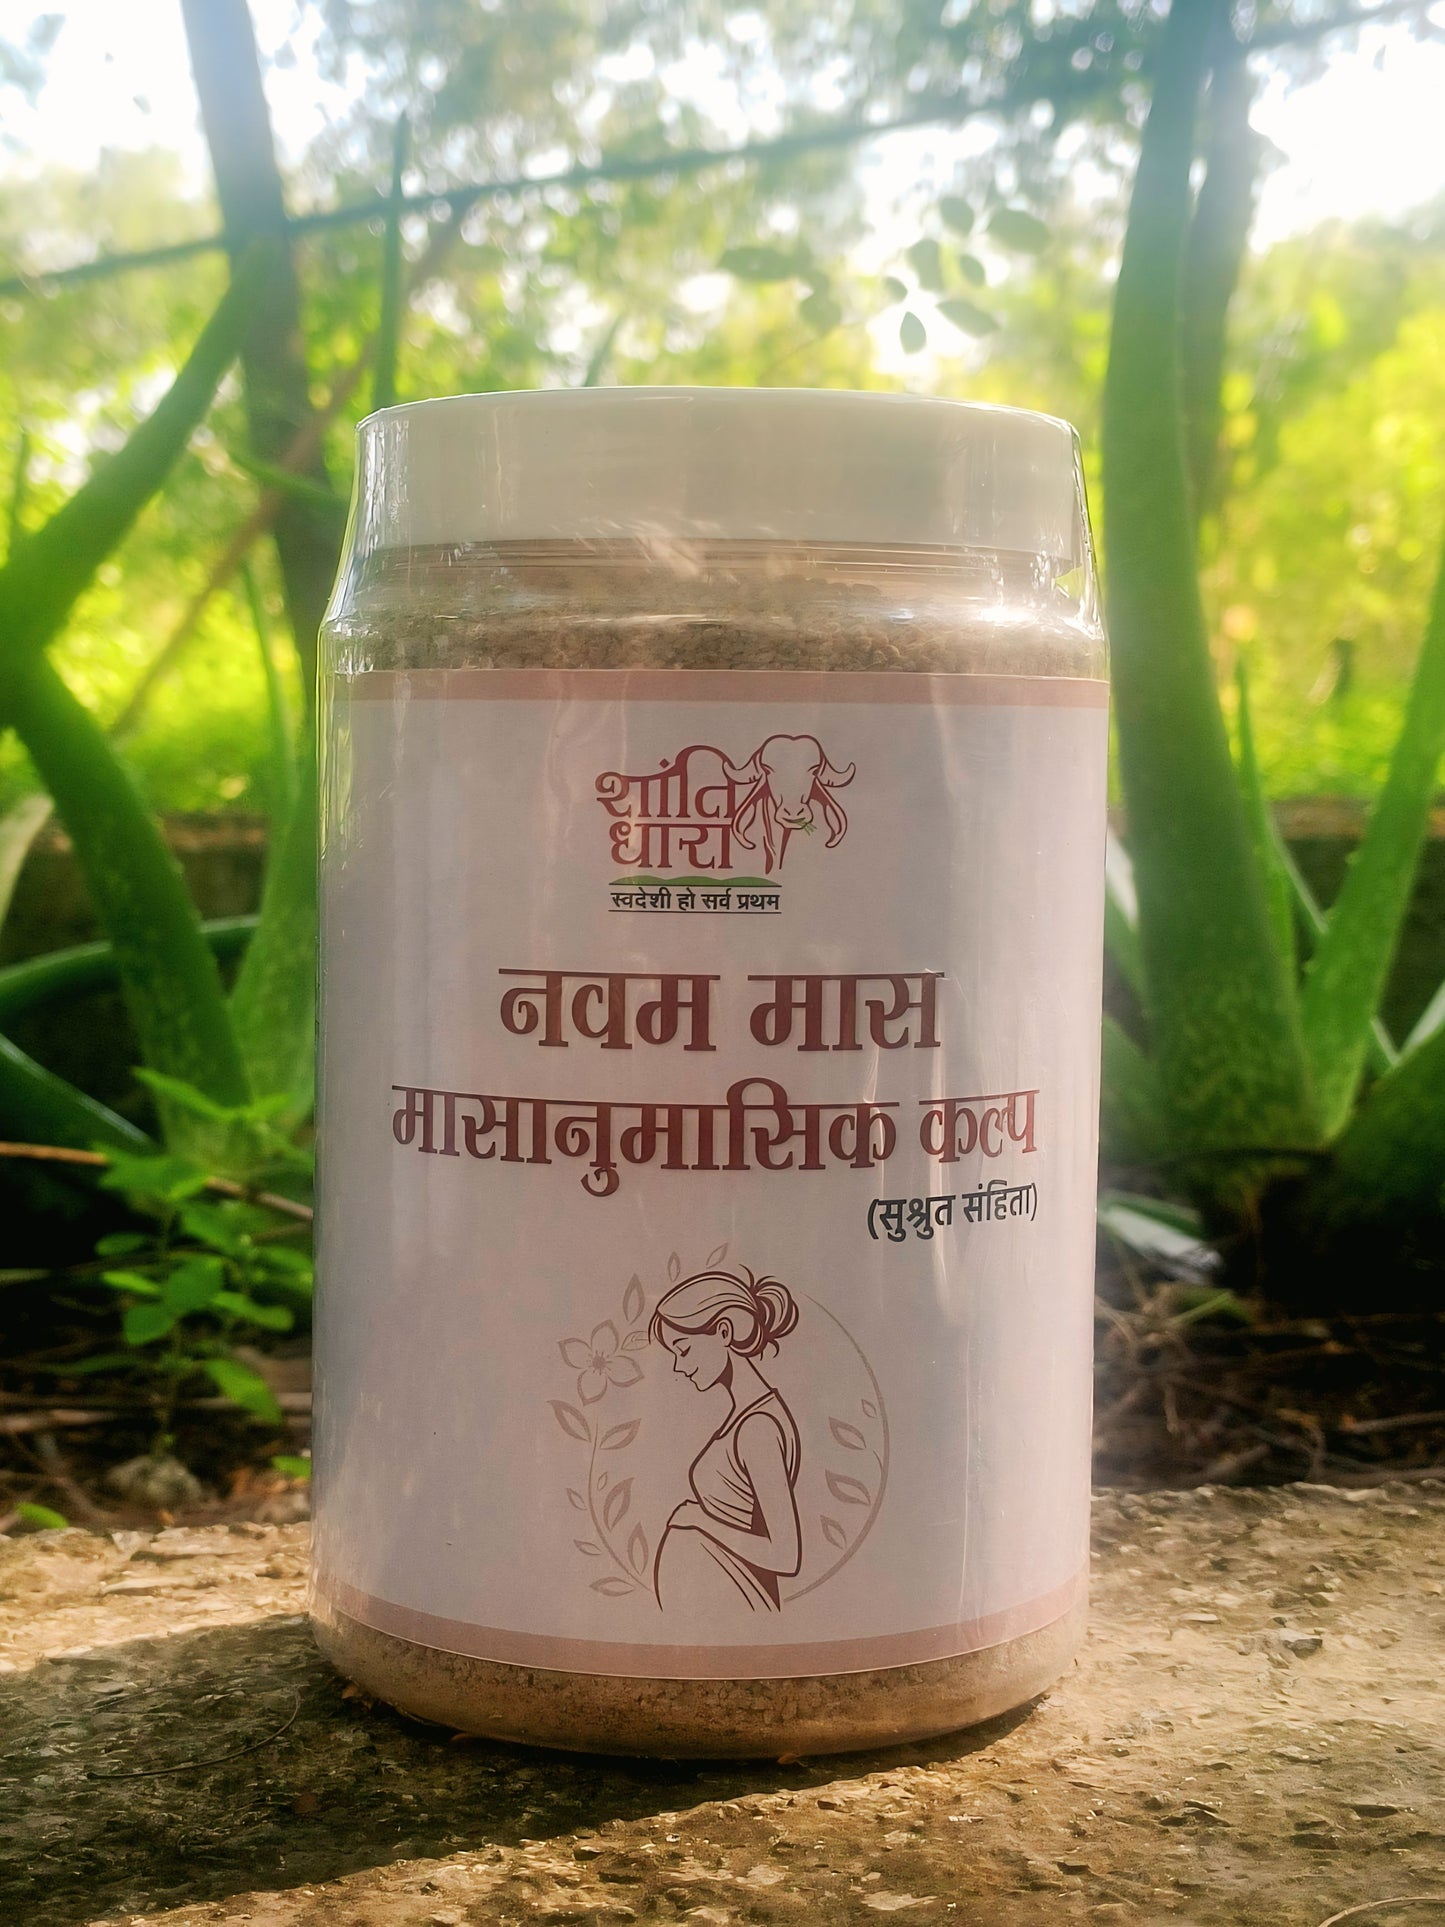 शांति
धारा
स्वदेशी हो सर्व प्रथम
नवम मास
मासानुमासिक कल्प
(सुश्रुत संहिता)